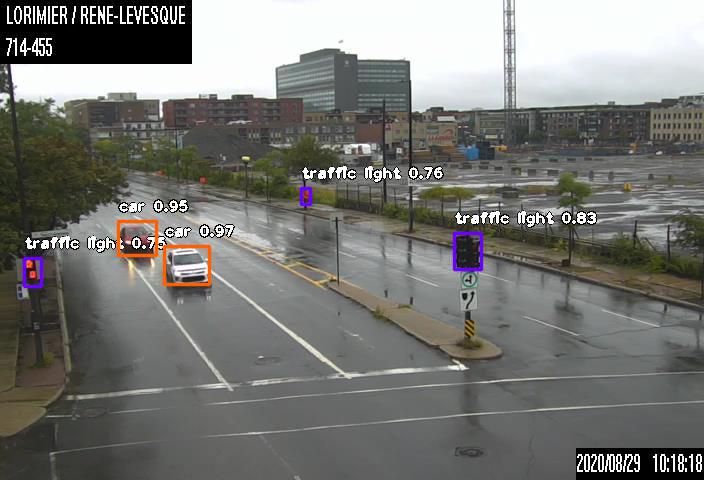 LORIMIER / RENE-LEVESQUE
714-455
traffic light 0.76
car 0.95
traffic light 0.83
car 0.97
traffic light 0.75
2020/08/29 10:18:18